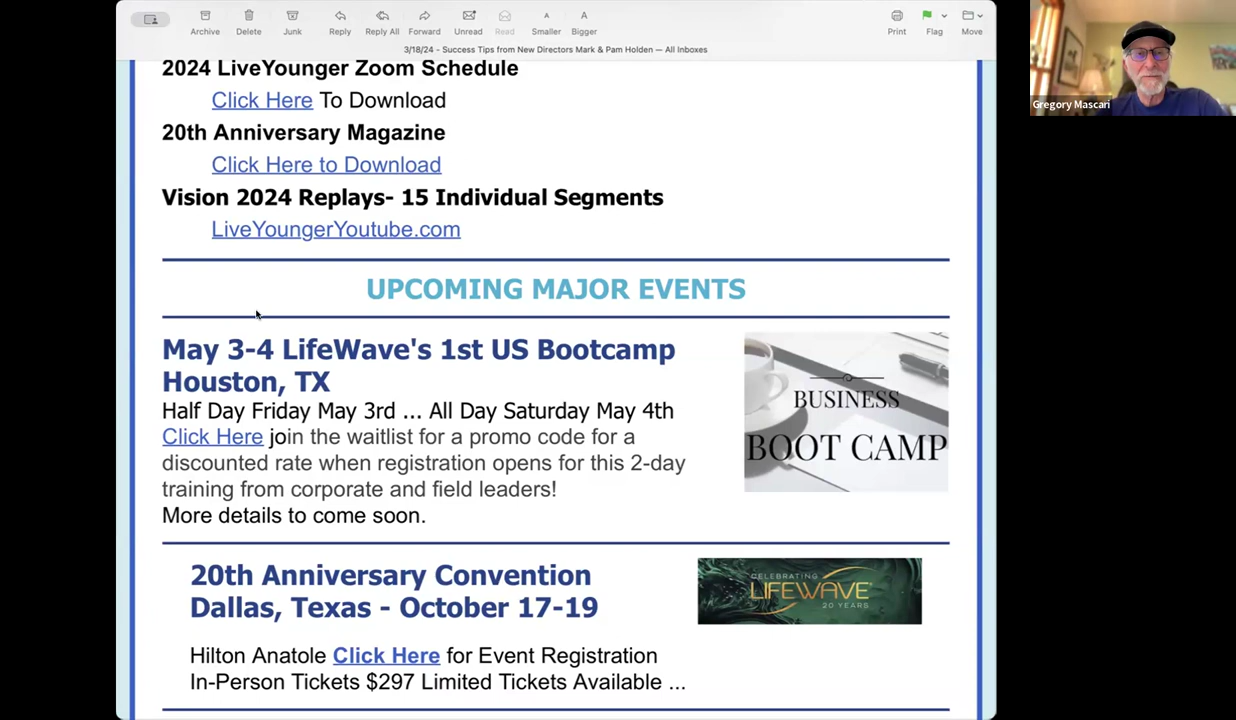 Archive
Delete
Junk
Reply
Reply All
Forward
Unread
Read
Smaller
Bigger
Print
Flag
Move
A
A
3/18/24 - Success Tips from New Directors Mark & Pam Holden — All Inboxes
2024 LiveYounger Zoom Schedule
Click Here To Download
20th Anniversary Magazine
Click Here to Download
Vision 2024 Replays- 15 Individual Segments
LiveYoungerYoutube.com
UPCOMING MAJOR EVENTS
May 3-4 LifeWave's 1st US Bootcamp
Houston, TX
Half Day Friday May 3rd ... All Day Saturday May 4th
Click Here join the waitlist for a promo code for a
discounted rate when registration opens for this 2-day
training from corporate and field leaders!
More details to come soon.
BUSINESS
BOOT CAMP
20th Anniversary Convention
Dallas, Texas - October 17-19
CELEBRATING
LIFEWAVE
20 YEARS
Hilton Anatole Click Here for Event Registration
In-Person Tickets $297 Limited Tickets Available ...
Gregory Mascari